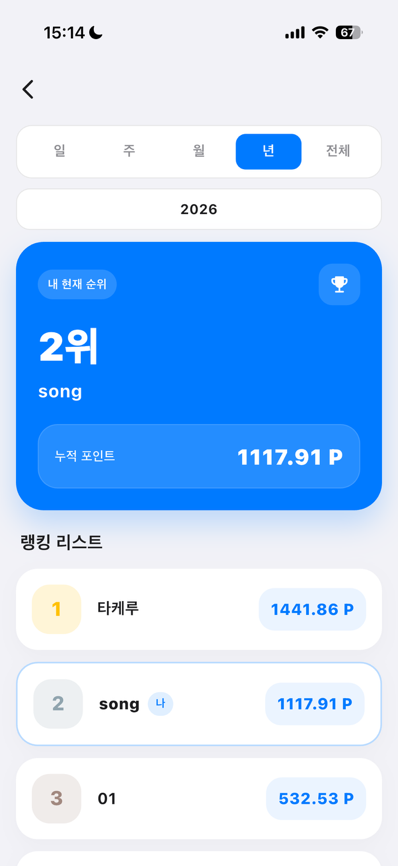 15:14
67
일 주 월 년 전체
2026
내 현재 순위
2위
song
누적 포인트 1117.91 P
랭킹 리스트
1 타케루 1441.86 P
2 song 나 1117.91 P
3 01 532.53 P